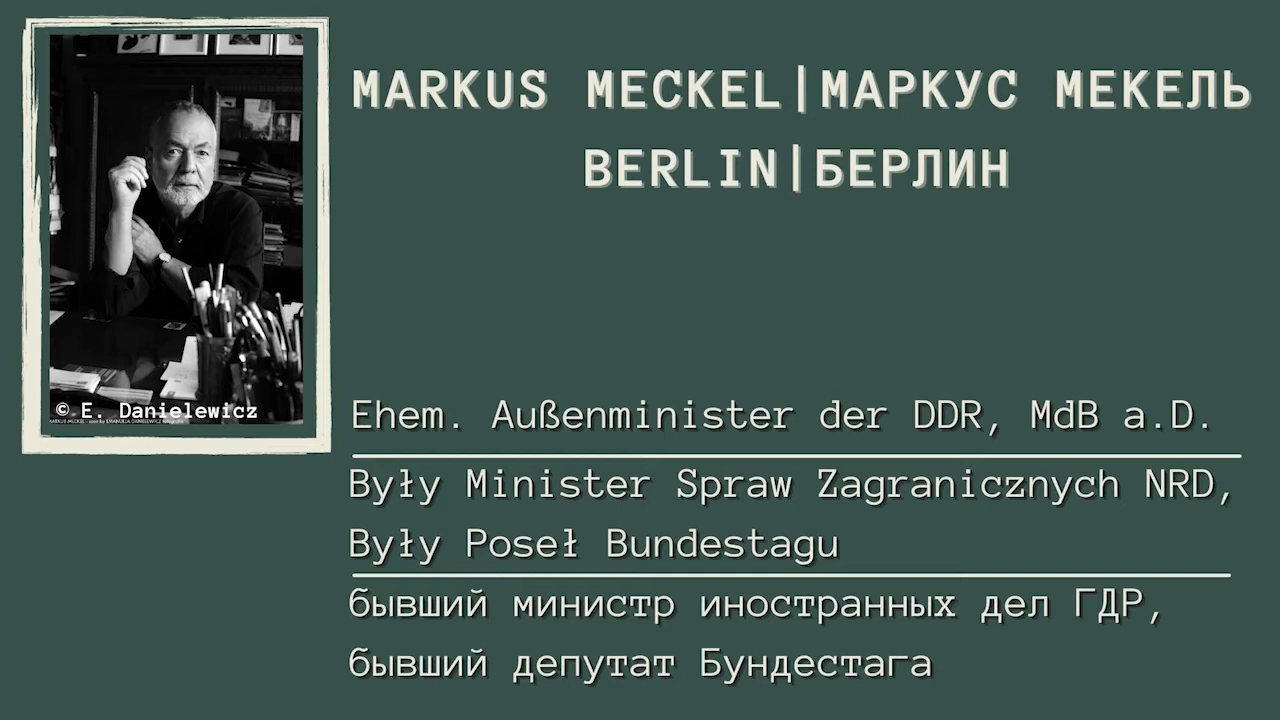 MARKUS MECKEL|МАРКУС МЕКЕЛЬ
BERLIN|БЕРЛИН
© E. Danielewicz
Ehem. Außenminister der DDR, MdB a.D.
Były Minister Spraw Zagranicznych NRD,
Były Poseł Bundestagu
бывший министр иностранных дел ГДР,
бывший депутат Бундестага